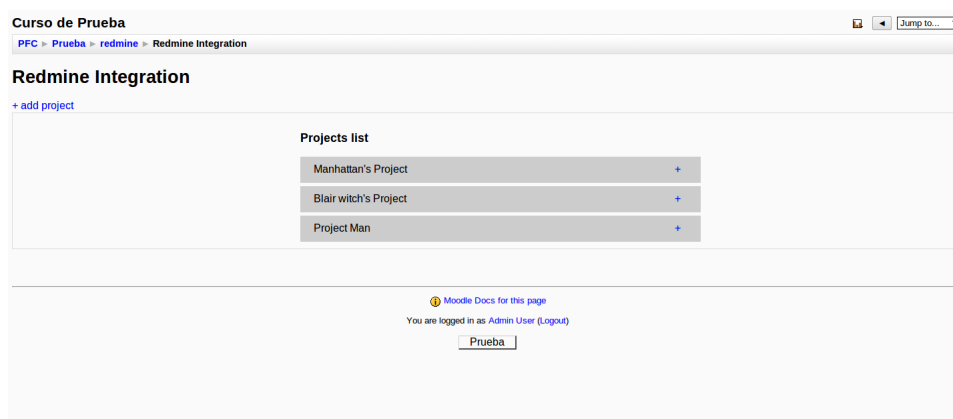 Curso de Prueba
◄ Jump to...
PFC ► Prueba ► redmine ► Redmine Integration
Redmine Integration
+ add project
Projects list
Manhattan's Project +
Blair witch's Project +
Project Man +
Moodle Docs for this page
You are logged in as Admin User (Logout)
Prueba